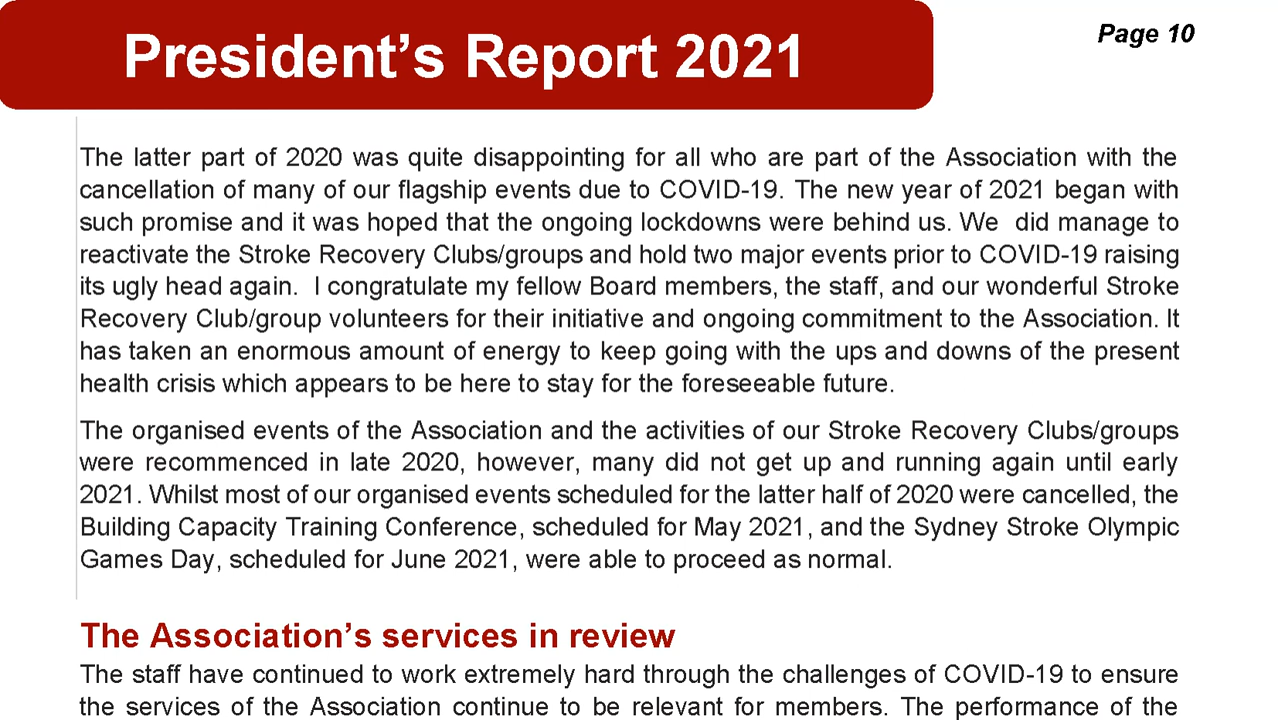 President’s Report 2021
Page 10
The latter part of 2020 was quite disappointing for all who are part of the Association with the
cancellation of many of our flagship events due to COVID-19. The new year of 2021 began with
such promise and it was hoped that the ongoing lockdowns were behind us. We  did manage to
reactivate the Stroke Recovery Clubs/groups and hold two major events prior to COVID-19 raising
its ugly head again.  I congratulate my fellow Board members, the staff, and our wonderful Stroke
Recovery Club/group volunteers for their initiative and ongoing commitment to the Association. It
has taken an enormous amount of energy to keep going with the ups and downs of the present
health crisis which appears to be here to stay for the foreseeable future.
The organised events of the Association and the activities of our Stroke Recovery Clubs/groups
were recommenced in late 2020, however, many did not get up and running again until early
2021. Whilst most of our organised events scheduled for the latter half of 2020 were cancelled, the
Building Capacity Training Conference, scheduled for May 2021, and the Sydney Stroke Olympic
Games Day, scheduled for June 2021, were able to proceed as normal.
The Association’s services in review
The staff have continued to work extremely hard through the challenges of COVID-19 to ensure
the services of the Association continue to be relevant for members. The performance of the